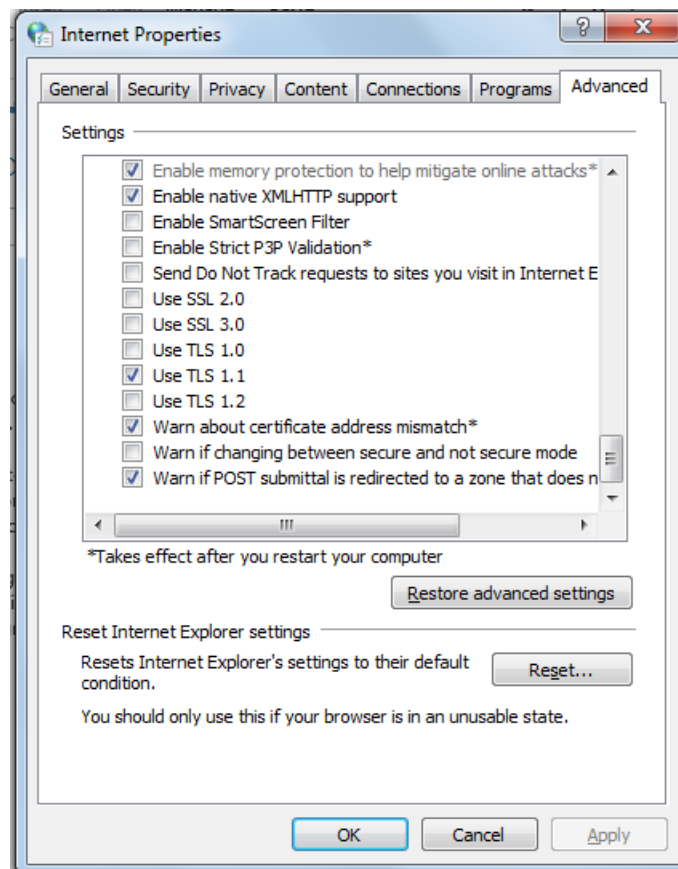 Internet Properties
General Security Privacy Content Connections Programs Advanced
Settings
Enable memory protection to help mitigate online attacks*
Enable native XMLHTTP support
Enable SmartScreen Filter
Enable Strict P3P Validation*
Send Do Not Track requests to sites you visit in Internet E
Use SSL 2.0
Use SSL 3.0
Use TLS 1.0
Use TLS 1.1
Use TLS 1.2
Warn about certificate address mismatch*
Warn if changing between secure and not secure mode
Warn if POST submittal is redirected to a zone that does n
*Takes effect after you restart your computer
Restore advanced settings
Reset Internet Explorer settings
Resets Internet Explorer's settings to their default
condition.
Reset...
You should only use this if your browser is in an unusable state.
OK Cancel Apply